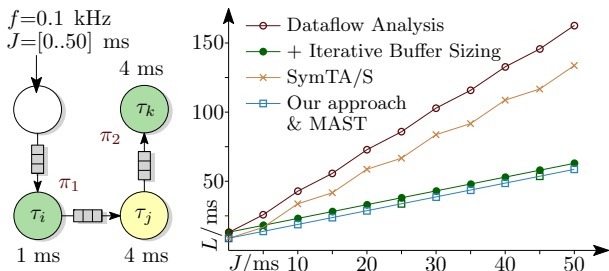 f=0.1 kHz
J=[0..50] ms
4 ms
τk
π2
π1
τi
τj
1 ms
4 ms
L/ms
150
100
50
Dataflow Analysis
+ Iterative Buffer Sizing
SymTA/S
Our approach
& MAST
J/ms
10
20
30
40
50